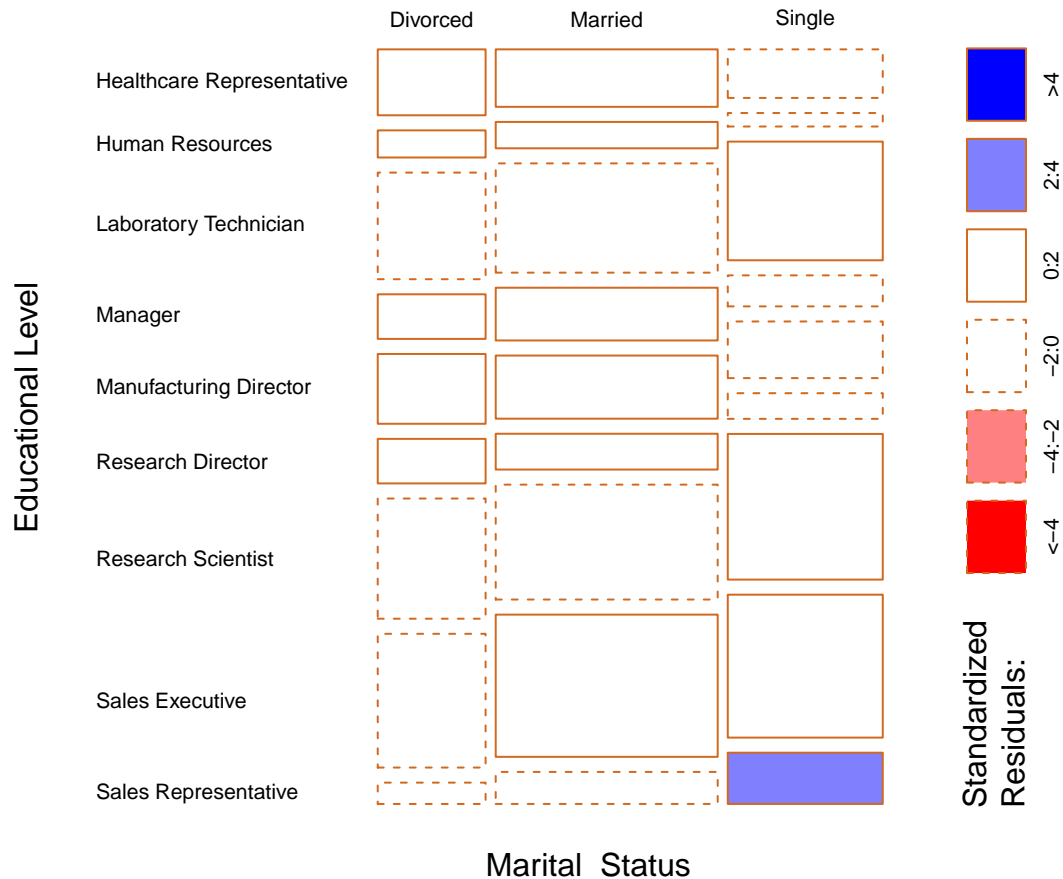 Divorced Married Single
Healthcare Representative
Human Resources
Laboratory Technician
Manager
Manufacturing Director
Research Director
Research Scientist
Sales Executive
Sales Representative
Educational Level
Marital  Status
>4
2:4
0:2
−2:0
−4:−2
<−4
Standardized
Residuals: